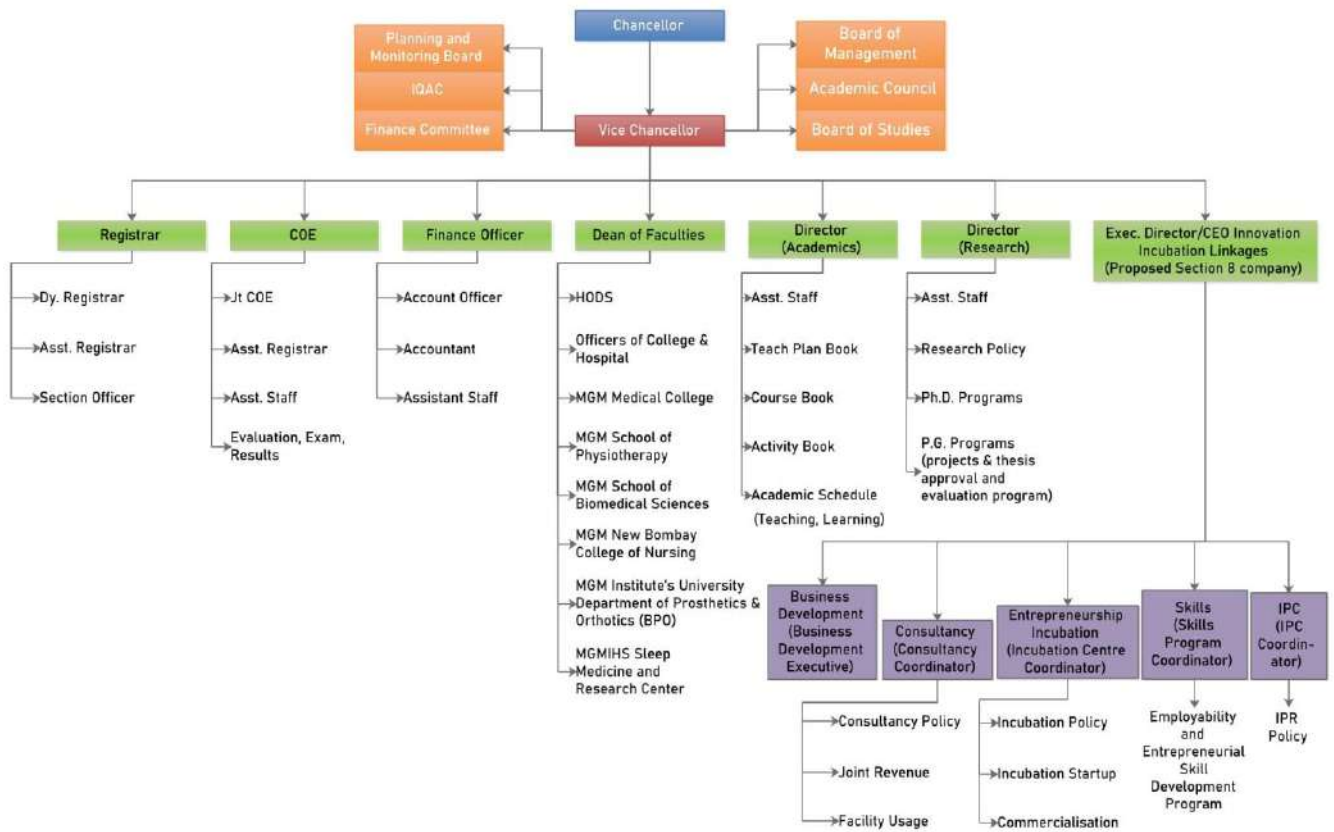 Chancellor
Planning and
Monitoring Board
IQAC
Finance Committee
Board of
Management
Academic Council
Board of Studies
Vice Chancellor
Registrar
Dy. Registrar
Asst. Registrar
Section Officer
COE
Jt COE
Asst. Registrar
Asst. Staff
Evaluation, Exam,
Results
Finance Officer
Account Officer
Accountant
Assistant Staff
Dean of Faculties
HODS
Officers of College &
Hospital
MGM Medical College
MGM School of
Physiotherapy
MGM School of
Biomedical Sciences
MGM New Bombay
College of Nursing
MGM Institute's University
Department of Prosthetics &
Orthotics (BPO)
MGMIHS Sleep
Medicine and
Research Center
Director
(Academics)
Asst. Staff
Teach Plan Book
Course Book
Activity Book
Academic Schedule
(Teaching, Learning)
Director
(Research)
Asst. Staff
Research Policy
Ph.D. Programs
P.G. Programs
(projects & thesis
approval and
evaluation program)
Exec. Director/CEO Innovation
Incubation Linkages
(Proposed Section 8 company)
Business
Development
(Business
Development
Executive)
Consultancy
(Consultancy
Coordinator)
Consultancy Policy
Joint Revenue
Facility Usage
Entrepreneurship
Incubation
(Incubation Centre
Coordinator)
Incubation Policy
Incubation Startup
Commercialisation
Skills
(Skills
Program
Coordinator)
Employability
and
Entrepreneurial
Skill
Development
Program
IPC
(IPC
Coordin-
ator)
IPR
Policy